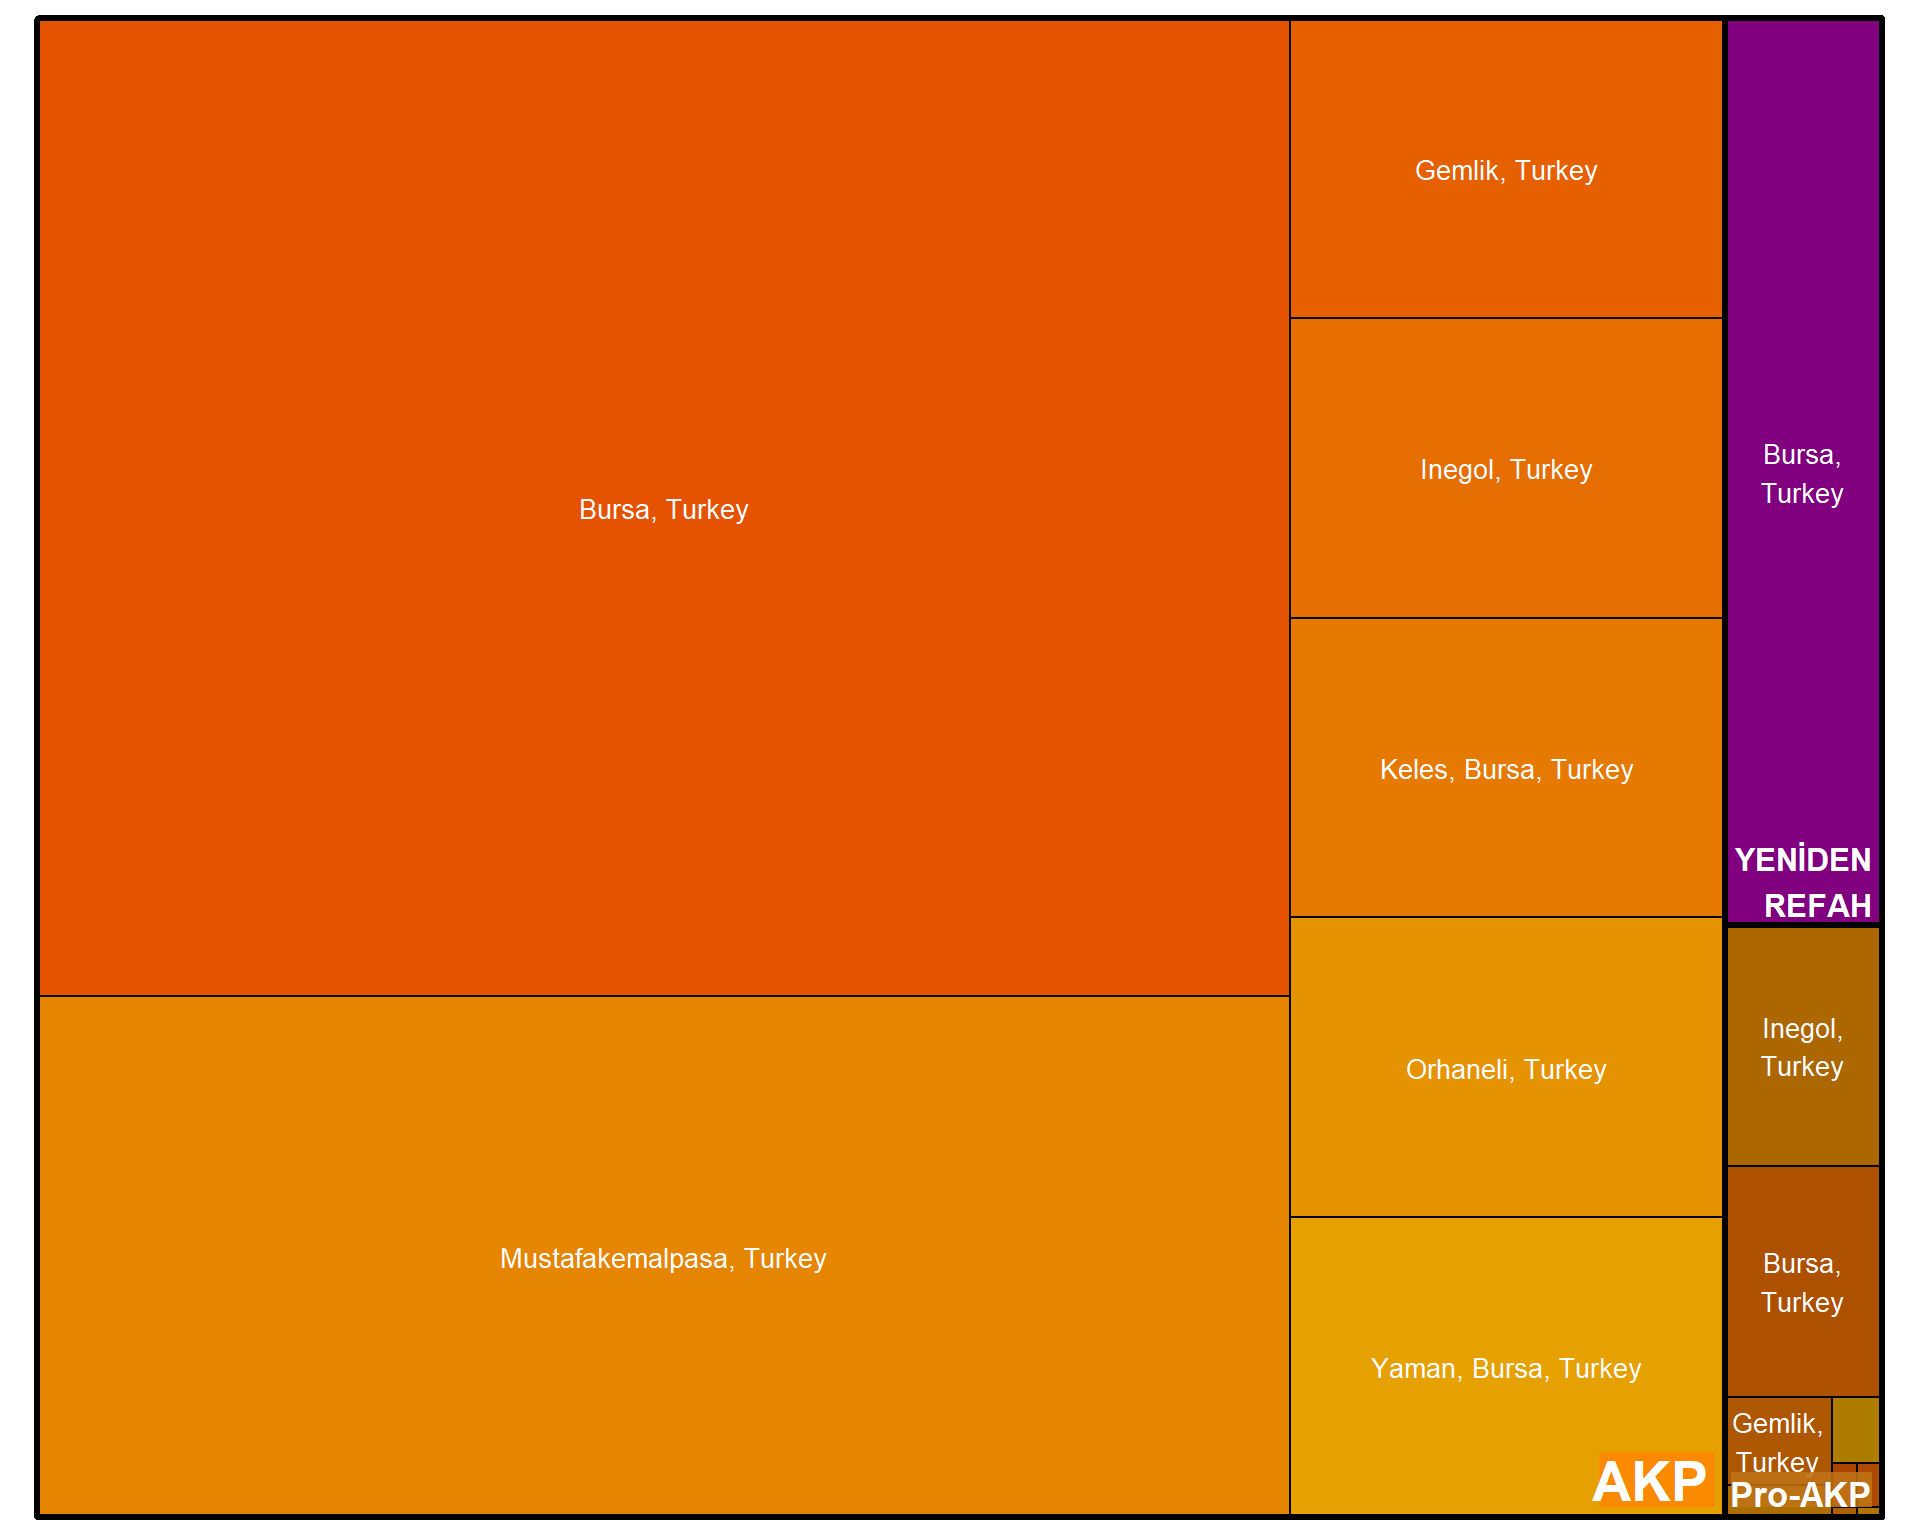 Bursa, Turkey
Mustafakemalpasa, Turkey
Gemlik, Turkey
Inegol, Turkey
Keles, Bursa, Turkey
Orhaneli, Turkey
Yaman, Bursa, Turkey
AKP
Bursa,
Turkey
YENİDEN
REFAH
Inegol,
Turkey
Bursa,
Turkey
Gemlik,
Turkey
Pro-AKP